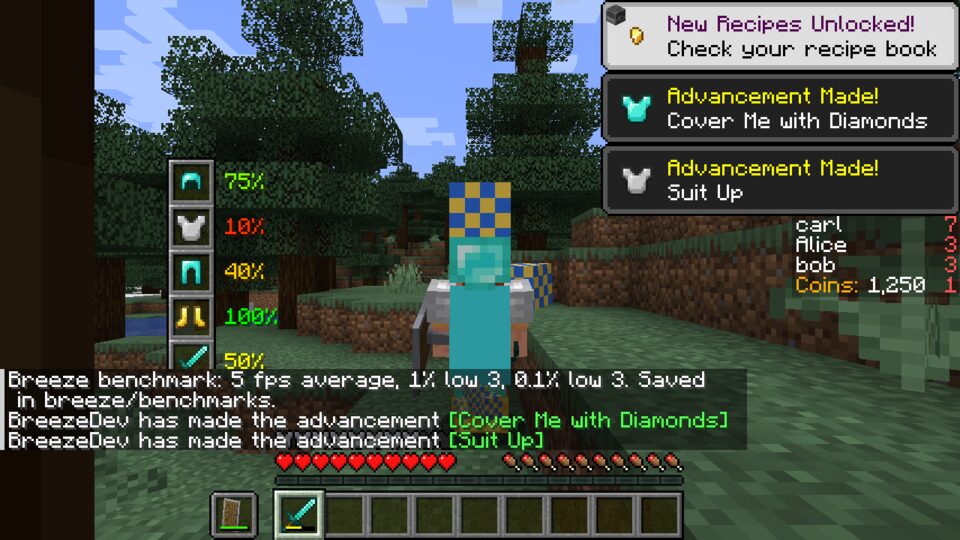 New Recipes Unlocked!
Check your recipe book
Advancement Made!
Cover Me with Diamonds
Advancement Made!
Suit Up
75%
10%
40%
100%
50%
carl 7
Alice 3
bob 3
Coins: 1,250 1
Breeze benchmark: 5 fps average, 1% low 3, 0.1% low 3. Saved
in breeze/benchmarks.
BreezeDev has made the advancement [Cover Me with Diamonds]
BreezeDev has made the advancement [Suit Up]